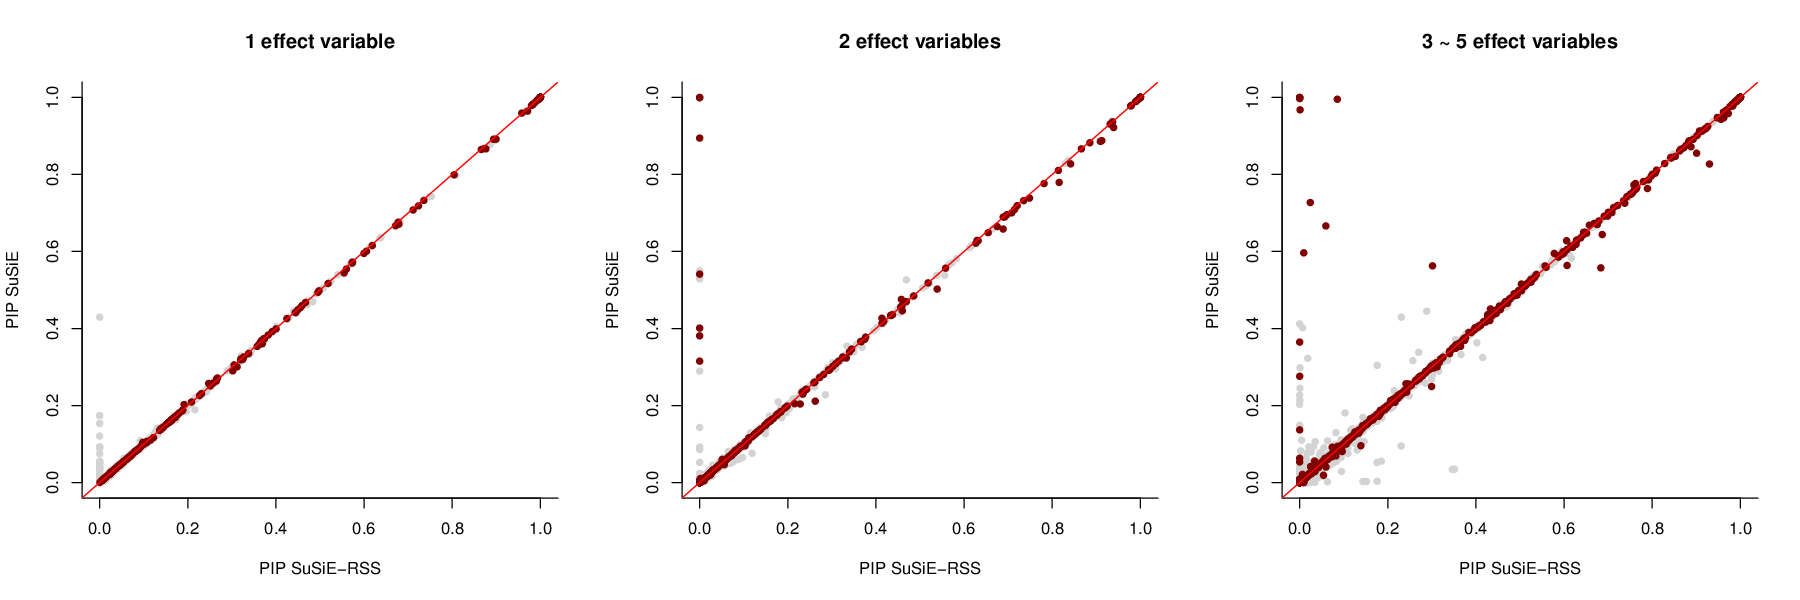 1 effect variable
PIP SuSiE
1.0
0.8
0.6
0.4
0.2
0.0
0.0 0.2 0.4 0.6 0.8 1.0
PIP SuSiE−RSS
2 effect variables
PIP SuSiE
1.0
0.8
0.6
0.4
0.2
0.0
0.0 0.2 0.4 0.6 0.8 1.0
PIP SuSiE−RSS
3 ~ 5 effect variables
PIP SuSiE
1.0
0.8
0.6
0.4
0.2
0.0
0.0 0.2 0.4 0.6 0.8 1.0
PIP SuSiE−RSS